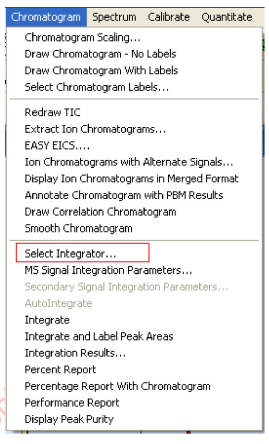 Chromatogram Spectrum Calibrate Quantitate
Chromatogram Scaling...
Draw Chromatogram - No Labels
Draw Chromatogram With Labels
Select Chromatogram Labels...
Redraw TIC
Extract Ion Chromatograms...
EASY EICS....
Ion Chromatograms with Alternate Signals...
Display Ion Chromatograms in Merged Format
Annotate Chromatogram with PBM Results
Draw Correlation Chromatogram
Smooth Chromatogram
Select Integrator...
MS Signal Integration Parameters...
Secondary Signal Integration Parameters...
AutoIntegrate
Integrate
Integrate and Label Peak Areas
Integration Results...
Percent Report
Percentage Report With Chromatogram
Performance Report
Display Peak Purity